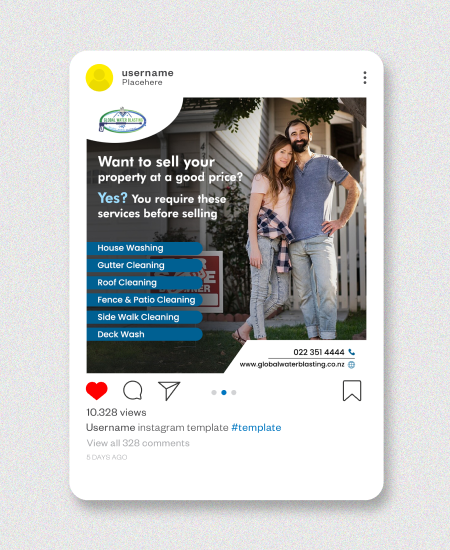 username
Placehere
GLOBAL WATER BLASTING
Want to sell your
property at a good price?
Yes? You require these
services before selling
House Washing
Gutter Cleaning
Roof Cleaning
Fence & Patio Cleaning
Side Walk Cleaning
Deck Wash
022 351 4444
www.globalwaterblasting.co.nz
10.328 views
Username instagram template #template
View all 328 comments
5 DAYS AGO